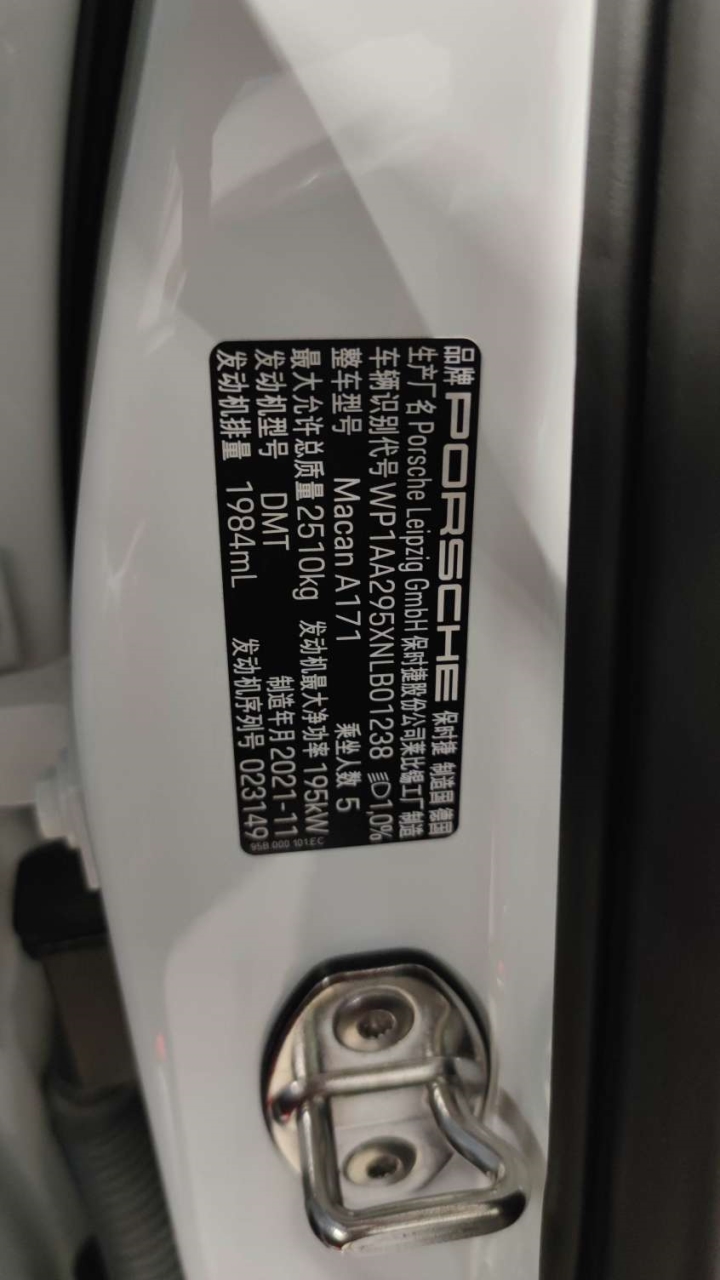 品牌 PORSCHE 保时捷 制造国 德国
生产厂名 Porsche Leipzig GmbH 保时捷股份公司莱比锡工厂制造
车辆识别代号 WP1AA295XNLB01238 1,0%
整车型号 Macan A171 乘坐人数 5
最大允许总质量 2510kg 发动机最大净功率 195kW
发动机型号 DMT 制造年月 2021-11
发动机排量 1984mL 发动机序列号 023149
95B 000 101 EC